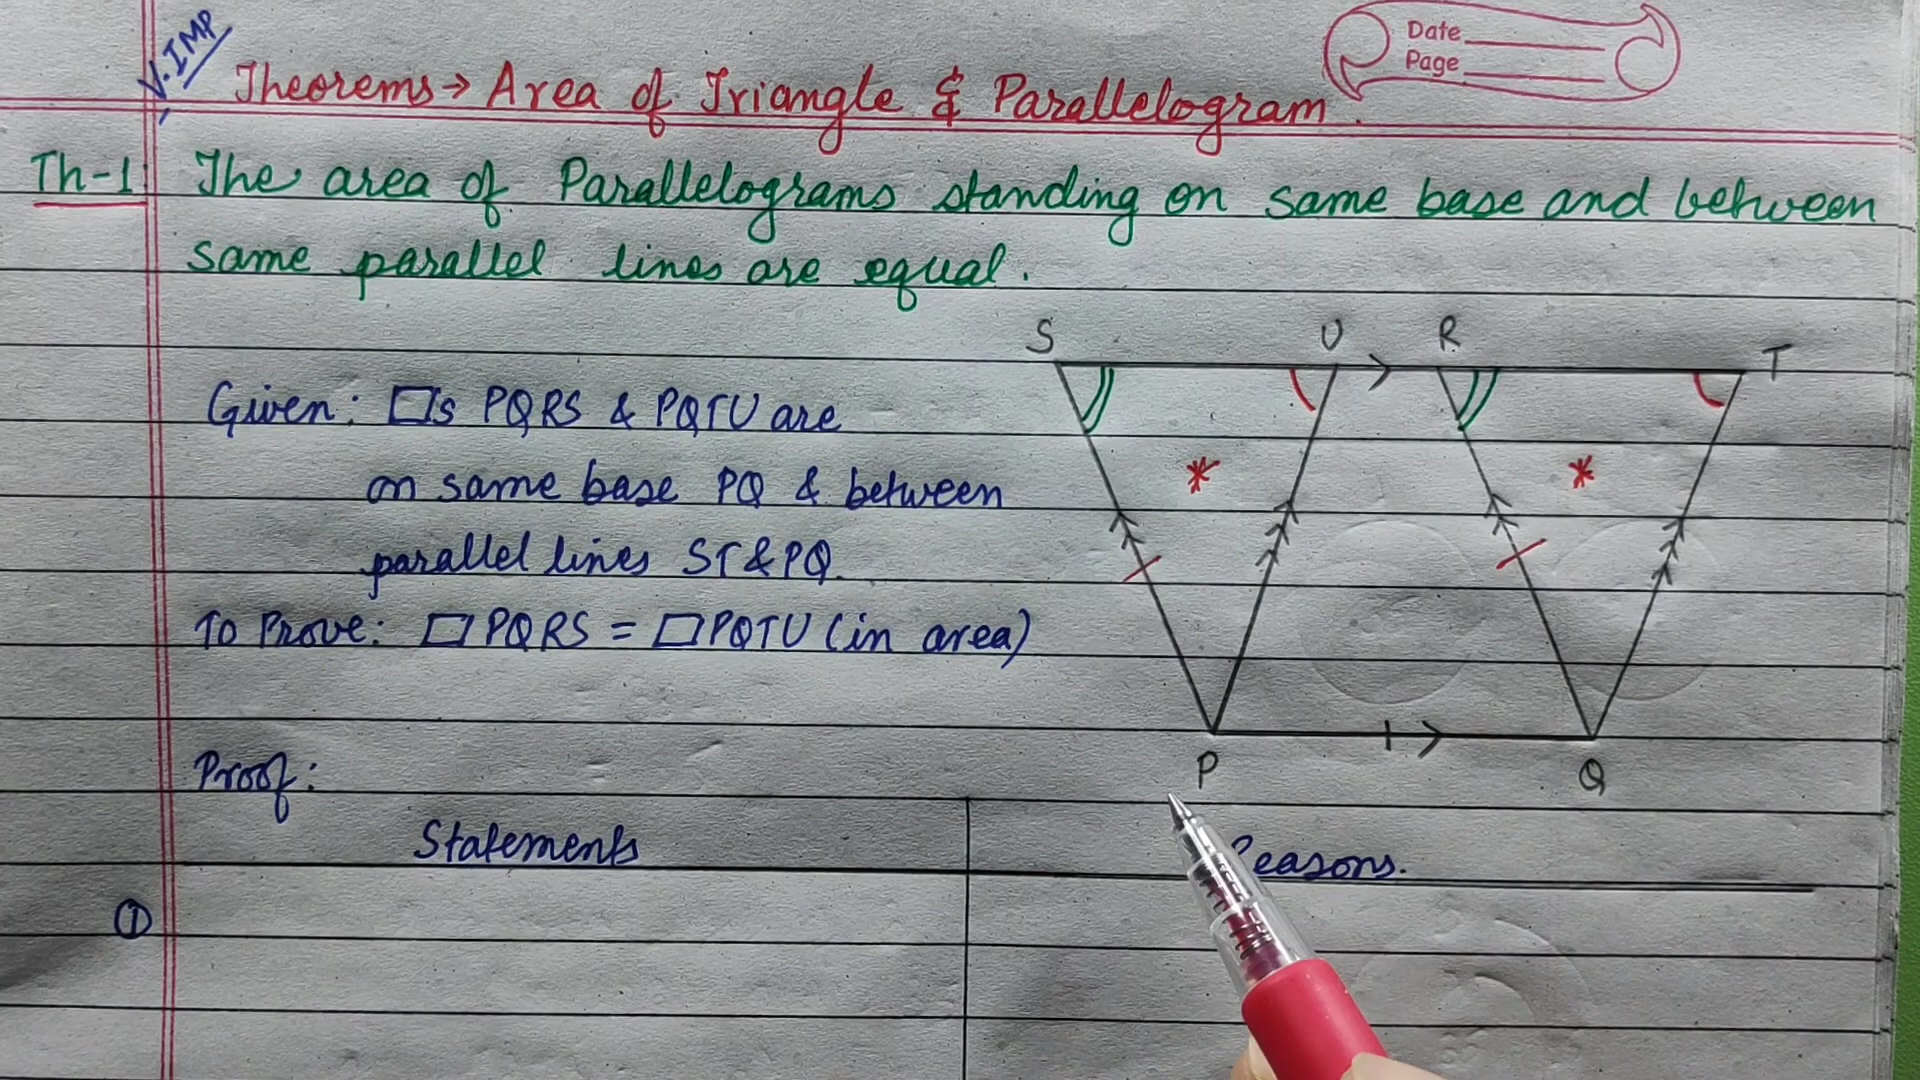 V.IMP
Date
Page
Theorems → Area of Triangle & Parallelogram.
Th-1 The area of Parallelograms standing on same base and between
same parallel lines are equal.
S U R T
Given: □s PQRS & PQTU are
on same base PQ & between
parallel lines ST & PQ.
To Prove: ▱PQRS = ▱PQTU (in area)
P Q
Proof:
Statements
①